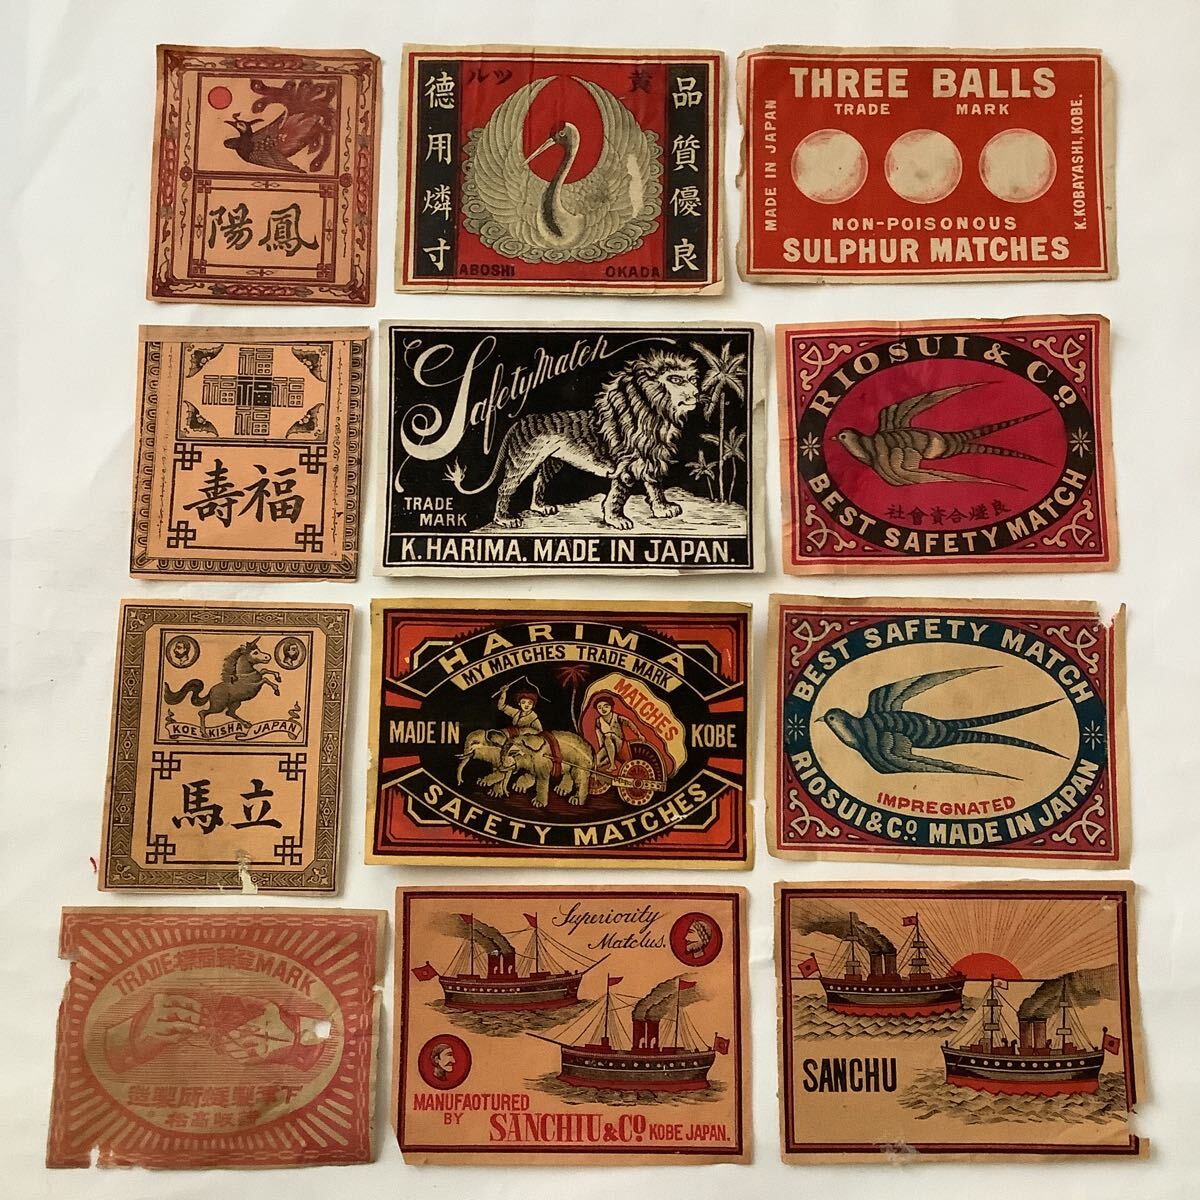 陽鳳
ルツ 黄
徳用燐寸
品質優良
ABOSHI OKADA
THREE BALLS
TRADE MARK
MADE IN JAPAN
K.KOBAYASHI, KOBE.
NON-POISONOUS
SULPHUR MATCHES
福
福福福
福
壽福
Safety Match
TRADE
MARK
K. HARIMA. MADE IN JAPAN.
RIOSUI & Cº
社會資合燧良
BEST SAFETY MATCH
KOE KISHA JAPAN
馬立
HARIMA
MY MATCHES TRADE MARK
MATCHES
MADE IN KOBE
SAFETY MATCHES
BEST SAFETY MATCH
IMPREGNATED
RIOSUI & Cº MADE IN JAPAN
TRADE MARK
Superiority
Matches.
MANUFAOTURED
BY SANCHIU & Cº KOBE JAPAN.
SANCHU